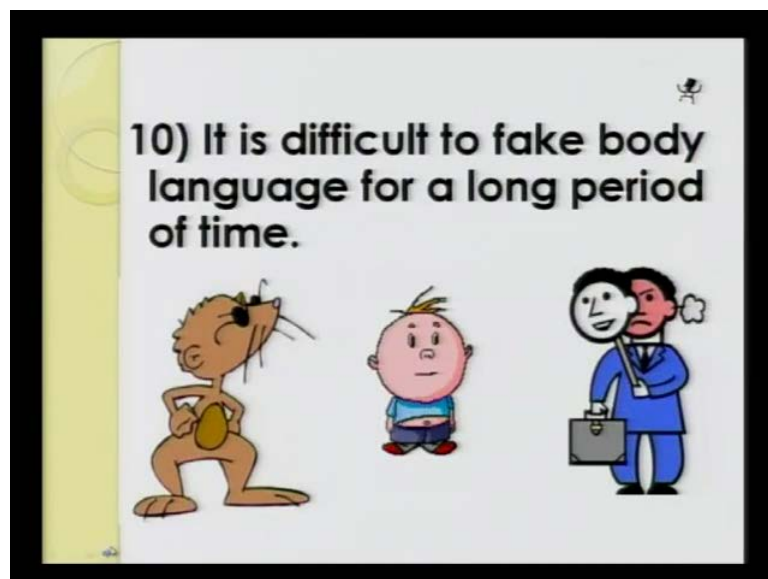 10) It is difficult to fake body
language for a long period
of time.